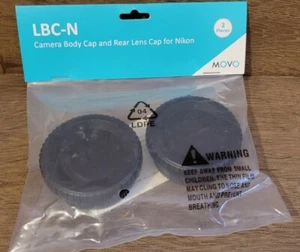 LBC-N
2
Pieces
Camera Body Cap and Rear Lens Cap for Nikon
MOVO
04
LDPE
WARNING
KEEP AWAY FROM SMALL
CHILDREN. THE THIN FILM
MAY CLING TO NOSE AND
MOUTH AND PREVENT
BREATHING